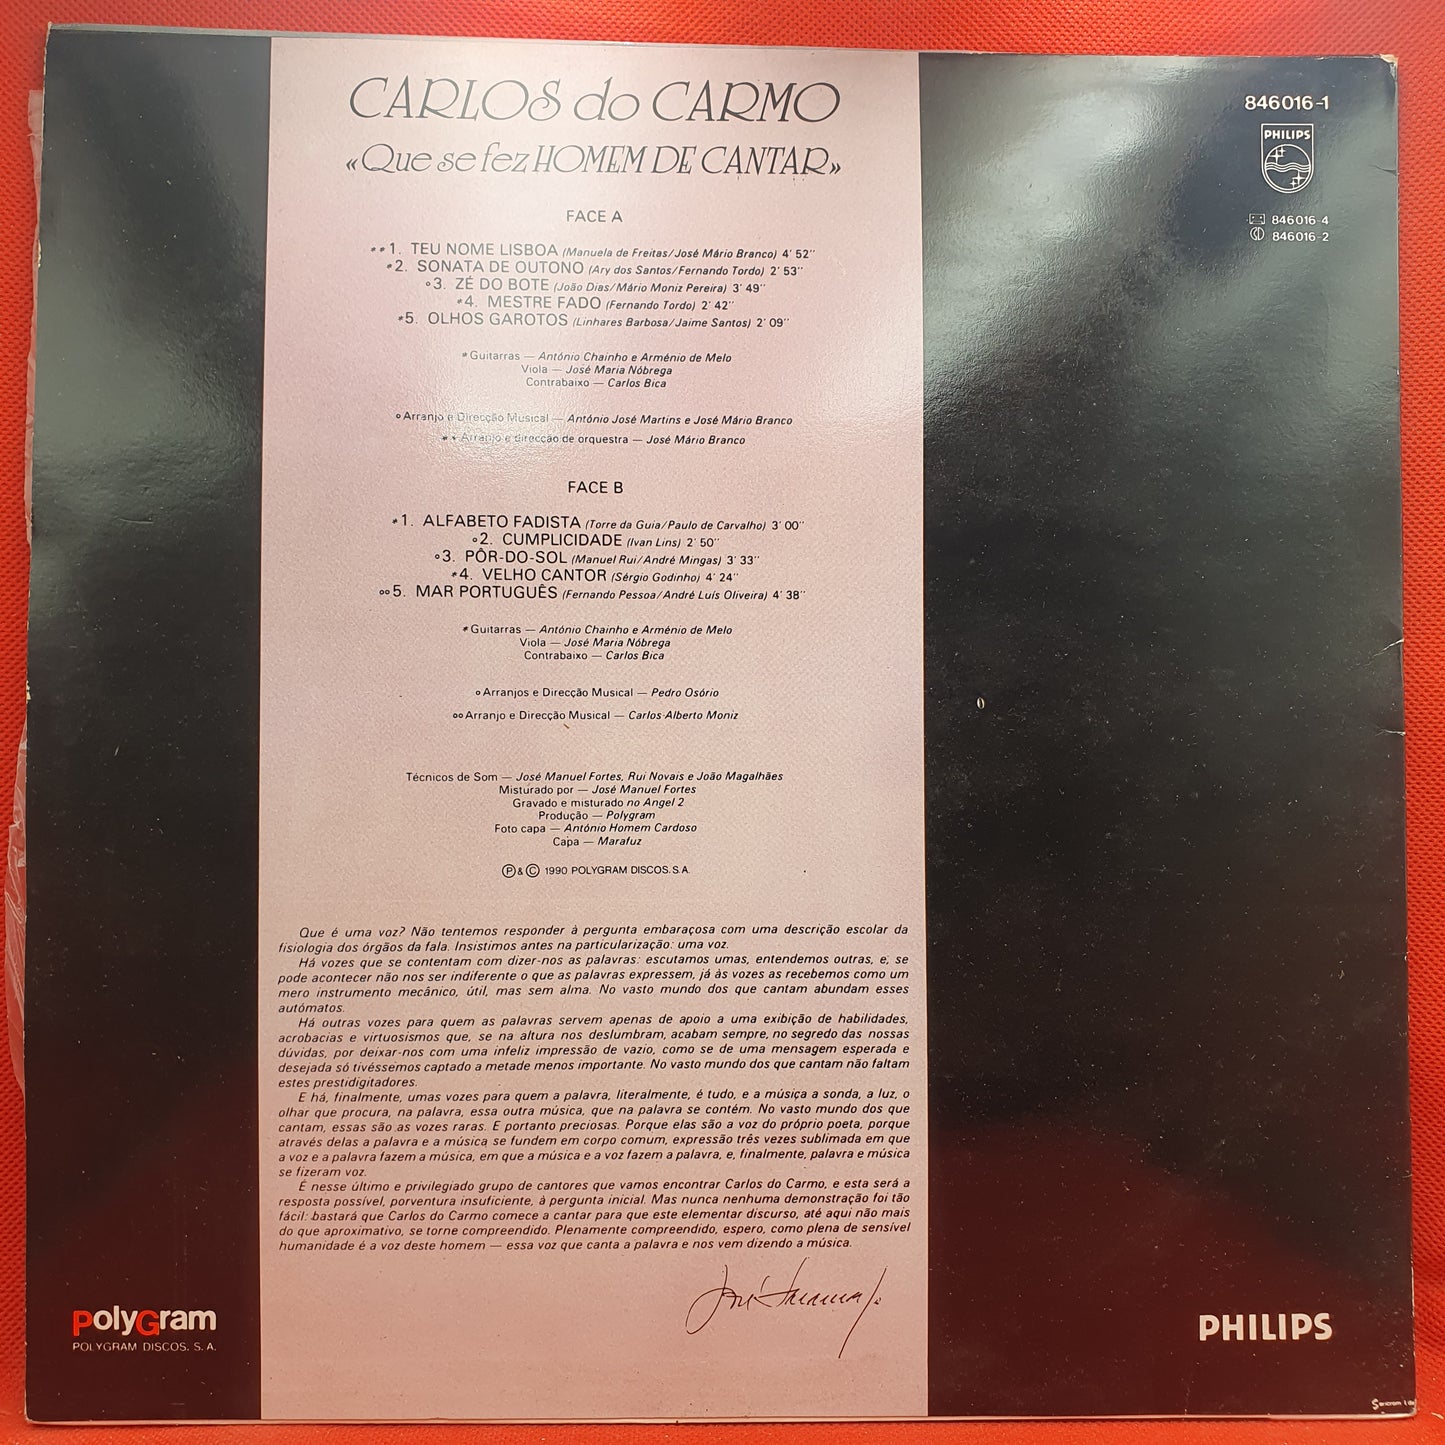 CARLOS do CARMO
«Que se fez HOMEM DE CANTAR»
846016-1
PHILIPS
846016-4
846016-2
FACE A
**1. TEU NOME LISBOA (Manuela de Freitas/José Mário Branco) 4' 52''
*2. SONATA DE OUTONO (Ary dos Santos/Fernando Tordo) 2' 53''
°3. ZÉ DO BOTE (João Dias/Mário Moniz Pereira) 3' 49''
*4. MESTRE FADO (Fernando Tordo) 2' 42''
*5. OLHOS GAROTOS (Linhares Barbosa/Jaime Santos) 2' 09''
*Guitarras — António Chainho e Arménio de Melo
Viola — José Maria Nóbrega
Contrabaixo — Carlos Bica
°Arranjo e Direcção Musical — António José Martins e José Mário Branco
**Arranjo e direcção de orquestra — José Mário Branco
FACE B
*1. ALFABETO FADISTA (Torre da Guia/Paulo de Carvalho) 3' 00''
°2. CUMPLICIDADE (Ivan Lins) 2' 50''
°3. PÔR-DO-SOL (Manuel Rui/André Mingas) 3' 33''
*4. VELHO CANTOR (Sérgio Godinho) 4' 24''
°°5. MAR PORTUGUÊS (Fernando Pessoa/André Luís Oliveira) 4' 38''
*Guitarras — António Chainho e Arménio de Melo
Viola — José Maria Nóbrega
Contrabaixo — Carlos Bica
°Arranjos e Direcção Musical — Pedro Osório
°°Arranjo e Direcção Musical — Carlos Alberto Moniz
Técnicos de Som — José Manuel Fortes, Rui Novais e João Magalhães
Misturado por — José Manuel Fortes
Gravado e misturado no Angel 2
Produção — Polygram
Foto capa — António Homem Cardoso
Capa — Marafuz
Ⓟ & © 1990 POLYGRAM DISCOS. S.A.
Que é uma voz? Não tentemos responder à pergunta embaraçosa com uma descrição escolar da
fisiologia dos órgãos da fala. Insistimos antes na particularização: uma voz.
Há vozes que se contentam com dizer-nos as palavras: escutamos umas, entendemos outras, e, se
pode acontecer não nos ser indiferente o que as palavras expressem, já às vozes as recebemos como um
mero instrumento mecânico, útil, mas sem alma. No vasto mundo dos que cantam abundam esses
autómatos.
Há outras vozes para quem as palavras servem apenas de apoio a uma exibição de habilidades,
acrobacias e virtuosismos que, se na altura nos deslumbram, acabam sempre, no segredo das nossas
dúvidas, por deixar-nos com uma infeliz impressão de vazio, como se de uma mensagem esperada e
desejada só tivéssemos captado a metade menos importante. No vasto mundo dos que cantam não faltam
estes prestidigitadores.
E há, finalmente, umas vozes para quem a palavra, literalmente, é tudo, e a música a sonda, a luz, o
olhar que procura, na palavra, essa outra música, que na palavra se contém. No vasto mundo dos que
cantam, essas são as vozes raras. E portanto preciosas. Porque elas são a voz do próprio poeta, porque
através delas a palavra e a música se fundem em corpo comum, expressão três vezes sublimada em que
a voz e a palavra fazem a música, em que a música e a voz fazem a palavra, e, finalmente, palavra e música
se fizeram voz.
É nesse último e privilegiado grupo de cantores que vamos encontrar Carlos do Carmo, e esta será a
resposta possível, porventura insuficiente, à pergunta inicial. Mas nunca nenhuma demonstração foi tão
fácil: bastará que Carlos do Carmo comece a cantar para que este elementar discurso, até aqui não mais
do que aproximativo, se torne compreendido. Plenamente compreendido, espero, como plena de sensível
humanidade é a voz deste homem — essa voz que canta a palavra e nos vem dizendo a música.
José Saramago
PolyGram
POLYGRAM DISCOS. S. A.
PHILIPS